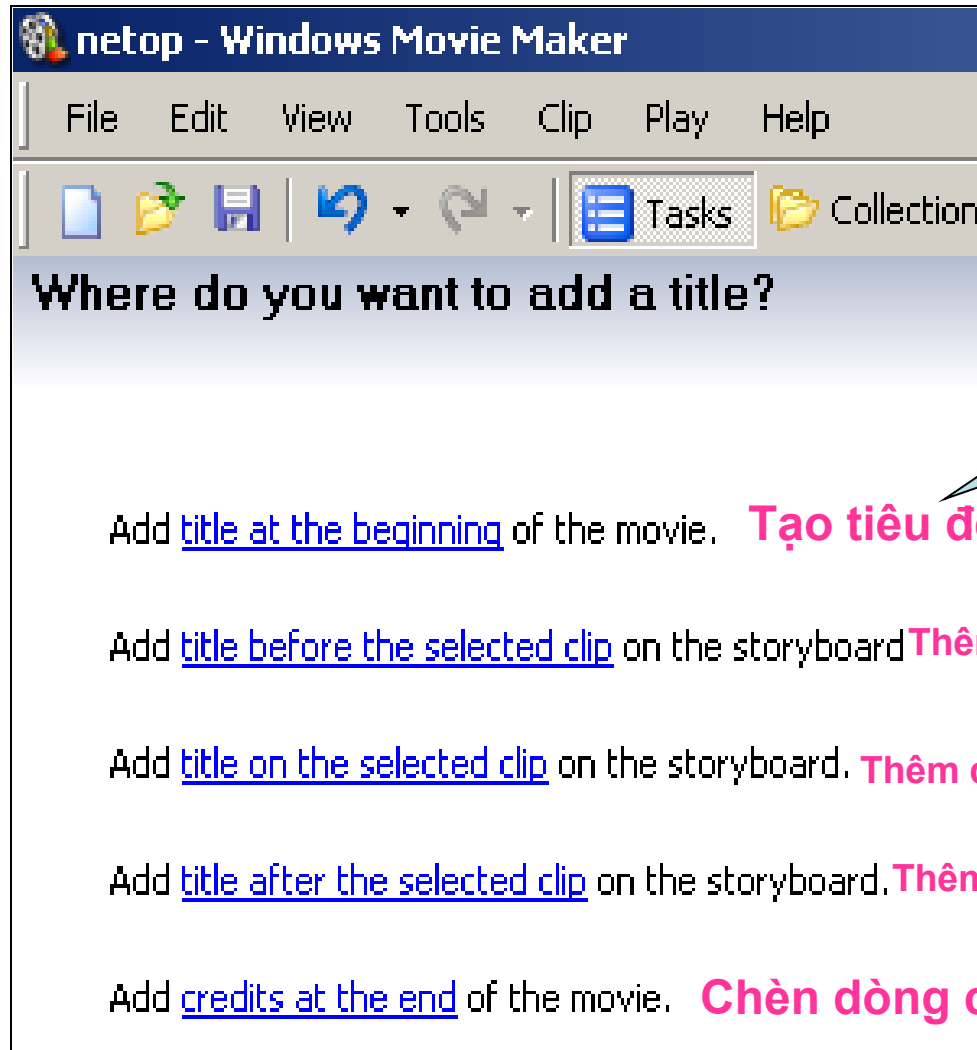 netop - Windows Movie Maker
File Edit View Tools Clip Play Help
Tasks Collection
Where do you want to add a title?
Add title at the beginning of the movie. Tạo tiêu
Add title before the selected clip on the storyboard
Add title on the selected clip on the storyboard. Thêm
Add title after the selected clip on the storyboard.
Add credits at the end of the movie. Chèn dòng